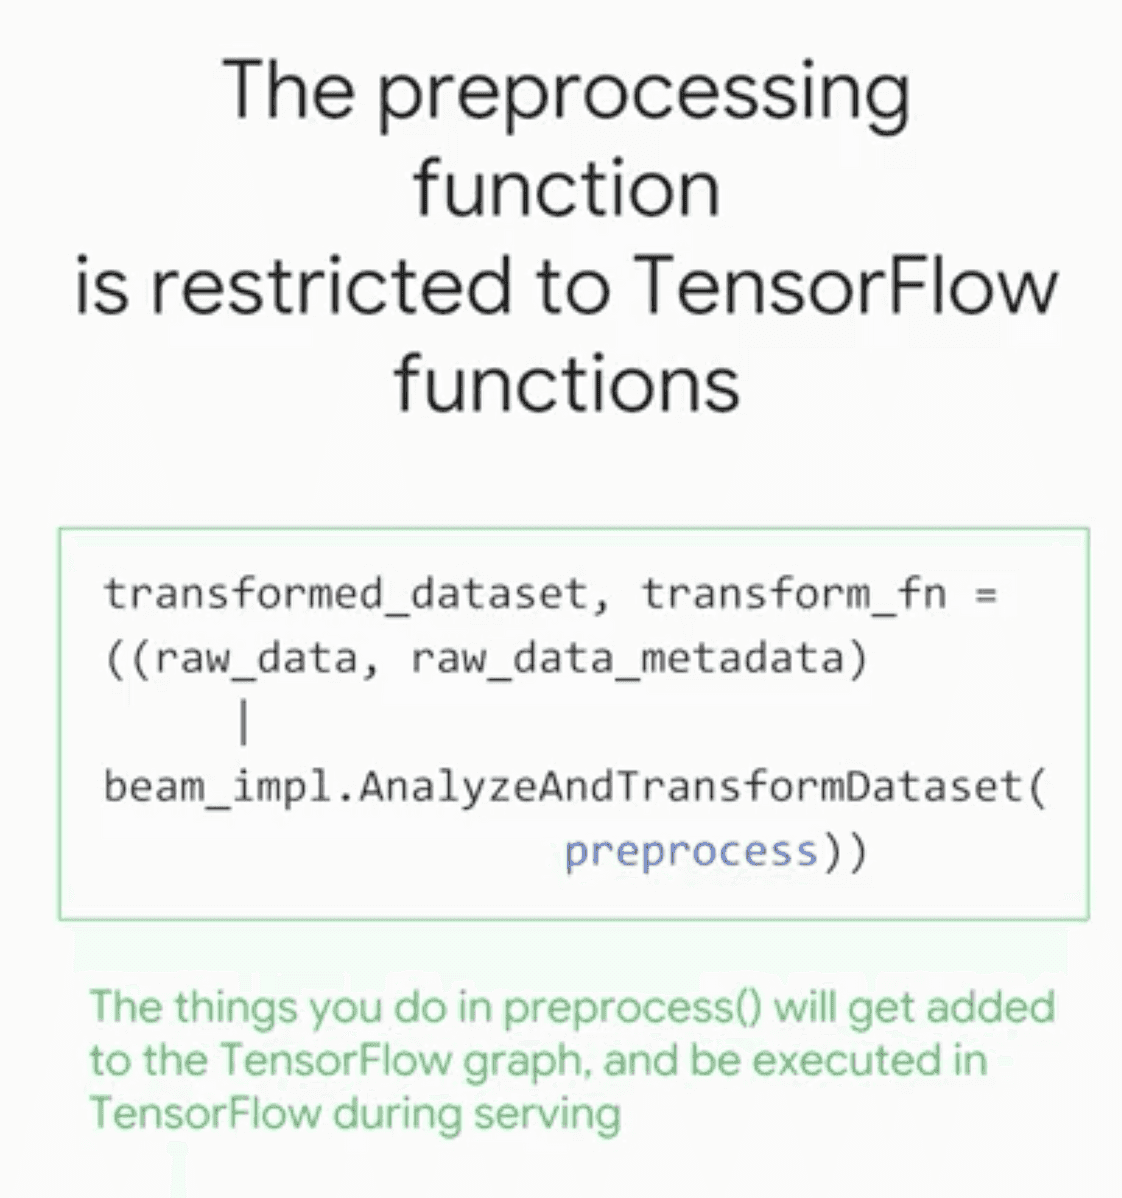 The preprocessing
function
is restricted to TensorFlow
functions
transformed_dataset, transform_fn =
((raw_data, raw_data_metadata)
|
beam_impl.AnalyzeAndTransformDataset(
preprocess))
The things you do in preprocess() will get added
to the TensorFlow graph, and be executed in
TensorFlow during serving